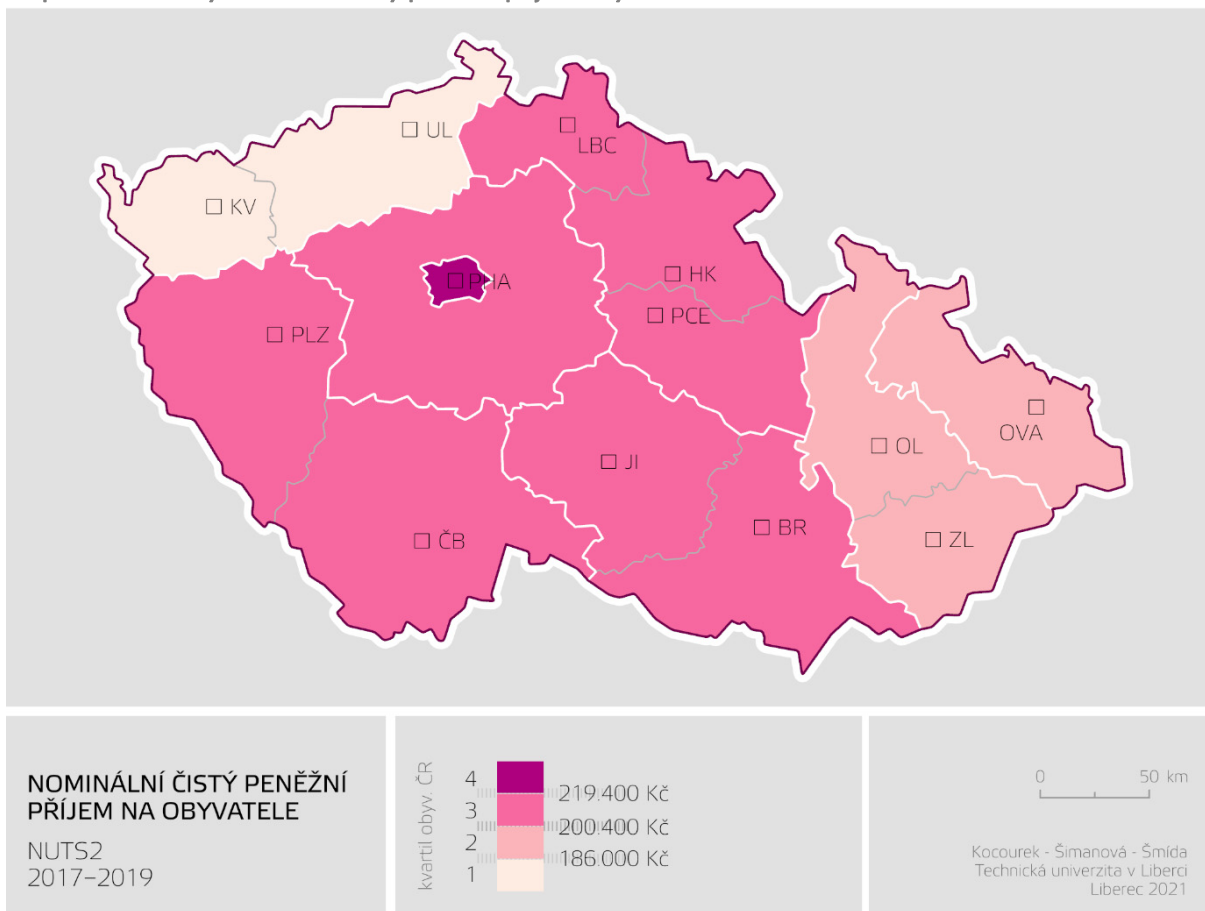 UL
LBC
KV
HK
PHA
PCE
PLZ
OVA
OL
JI
BR
ČB
ZL
NOMINÁLNÍ ČISTÝ PENĚŽNÍ
PŘÍJEM NA OBYVATELE
NUTS2
2017–2019
kvartil obyv. ČR
4
219.400 Kč
3
200.400 Kč
2
186.000 Kč
1
0 50 km
Kocourek - Šimanová - Šmída
Technická univerzita v Liberci
Liberec 2021